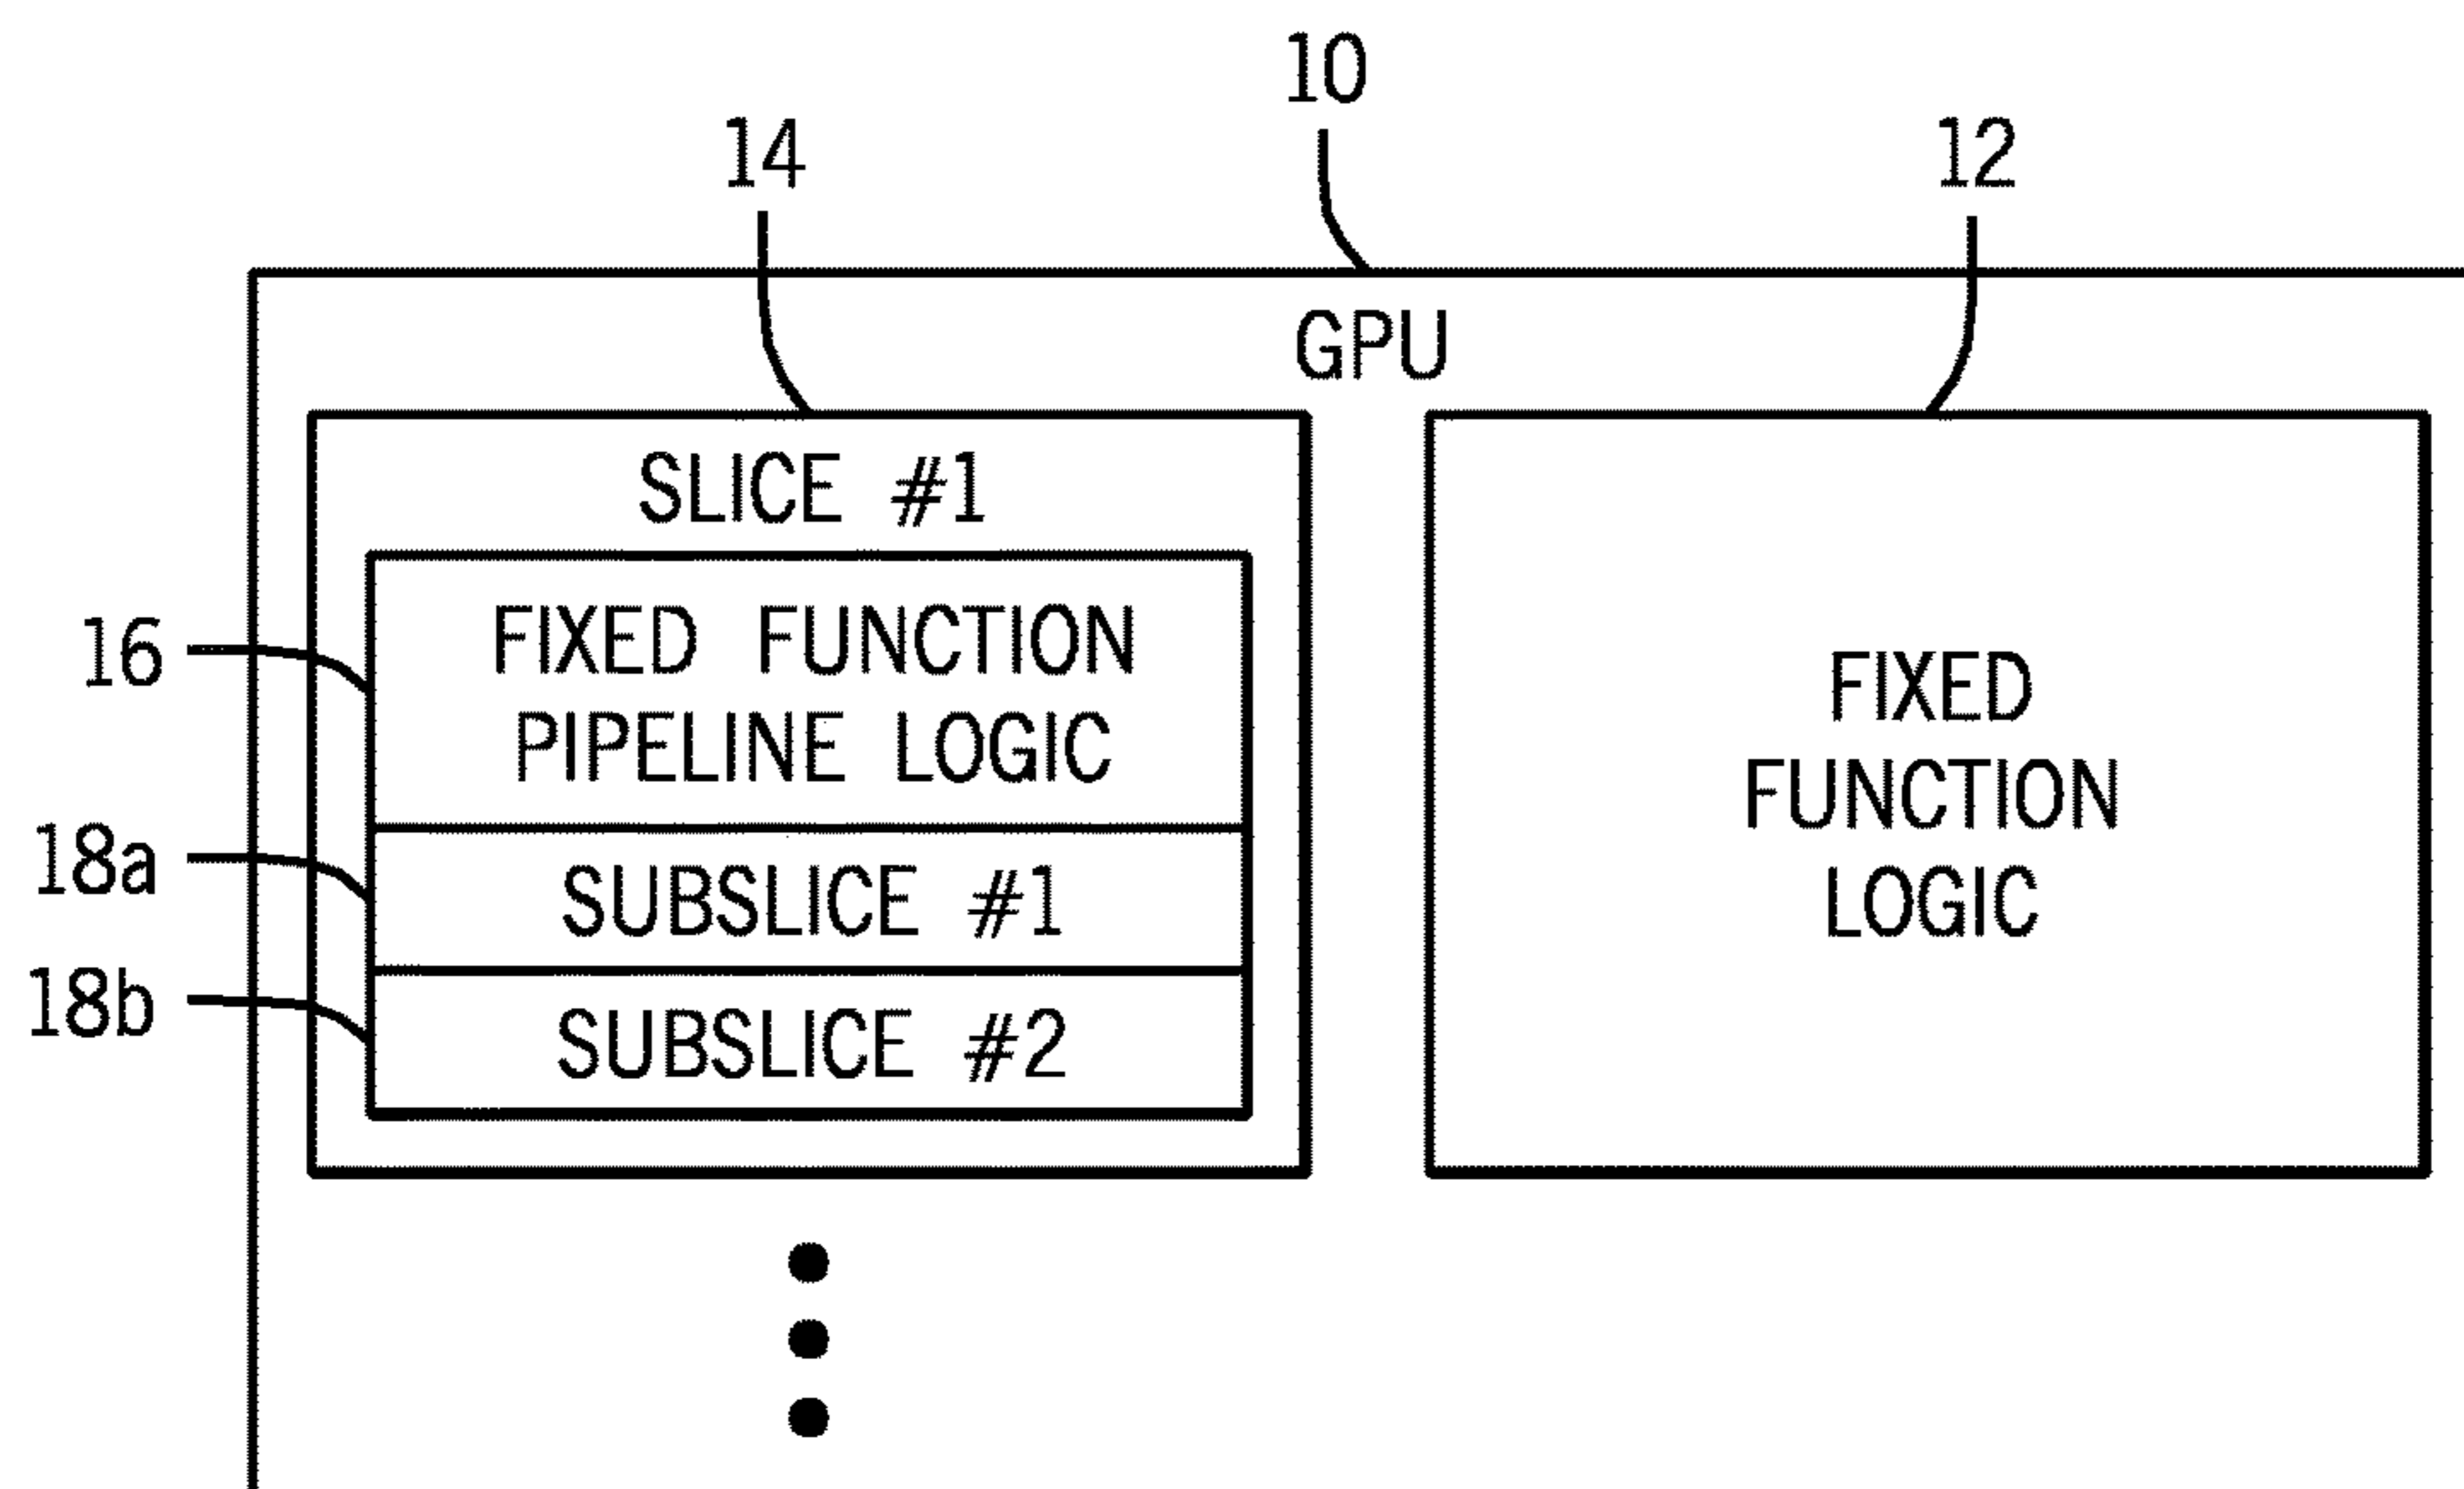 10
14
12
GPU
SLICE #1
16
FIXED FUNCTION
PIPELINE LOGIC
18a
SUBSLICE #1
18b
SUBSLICE #2
FIXED
FUNCTION
LOGIC